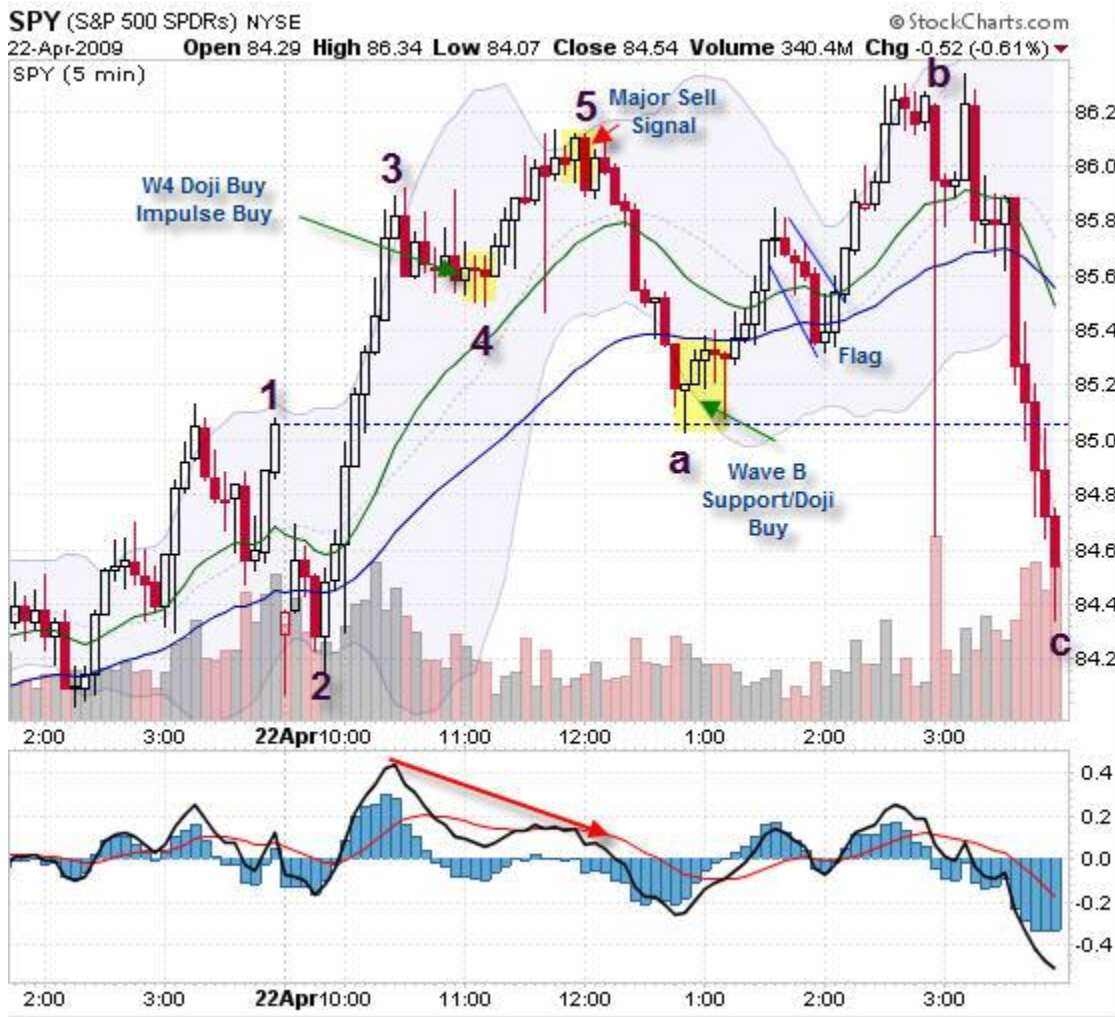 SPY (S&P 500 SPDRs) NYSE
© StockCharts.com
22-Apr-2009
Open 84.29 High 86.34 Low 84.07 Close 84.54 Volume 340.4M Chg -0.52 (-0.61%)
SPY (5 min)
b
5
Major Sell
Signal
86.2
3
86.0
W4 Doji Buy
Impulse Buy
85.8
85.6
4
85.4
Flag
1
85.2
a
85.0
Wave B
Support/Doji
Buy
84.8
84.6
84.4
c
2
84.2
2:00 3:00 22Apr 10:00 11:00 12:00 1:00 2:00 3:00
0.4
0.2
0.0
-0.2
-0.4
2:00 3:00 22Apr 10:00 11:00 12:00 1:00 2:00 3:00